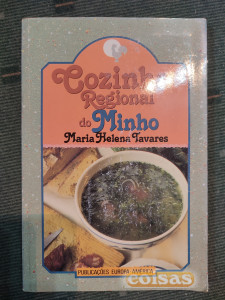 Cozinha
Regional
do Minho
Maria Helena Tavares
PUBLICAÇÕES EUROPA-AMÉRICA
coisas